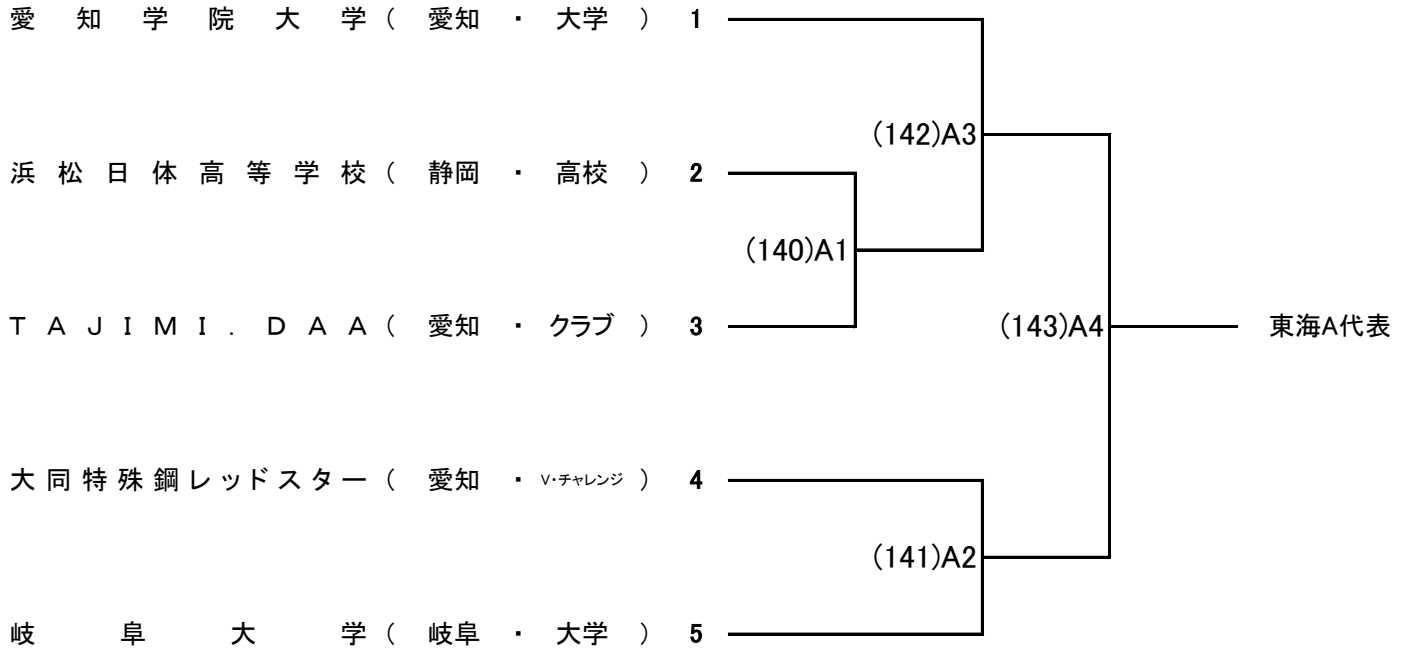 愛知学院大学(愛知・大学)1
(142)A3
浜松日体高等学校(静岡・高校)2
(140)A1
TAJIMI.DAA(愛知・クラブ)3
(143)A4
東海A代表
大同特殊鋼レッドスター(愛知・V・チャレンジ)4
(141)A2
岐阜大学(岐阜・大学)5